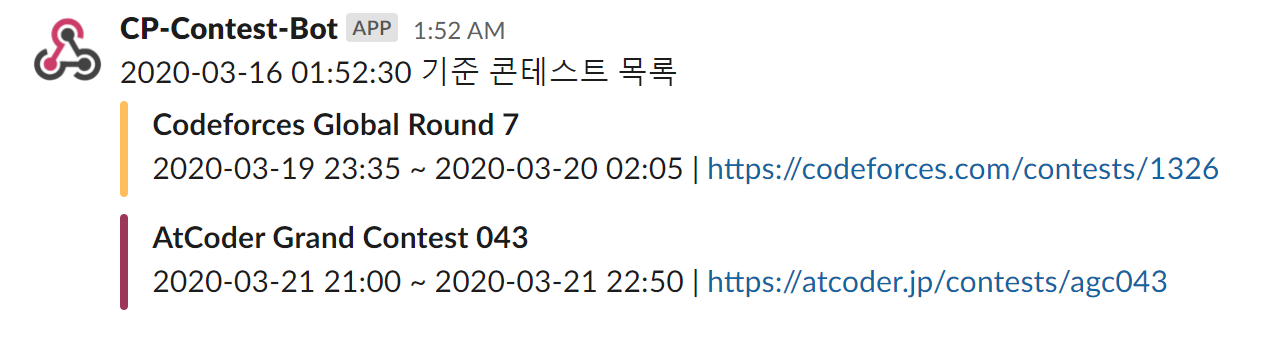 CP-Contest-Bot APP 1:52 AM
2020-03-16 01:52:30 기준 콘테스트 목록
Codeforces Global Round 7
2020-03-19 23:35 ~ 2020-03-20 02:05 | https://codeforces.com/contests/1326
AtCoder Grand Contest 043
2020-03-21 21:00 ~ 2020-03-21 22:50 | https://atcoder.jp/contests/agc043